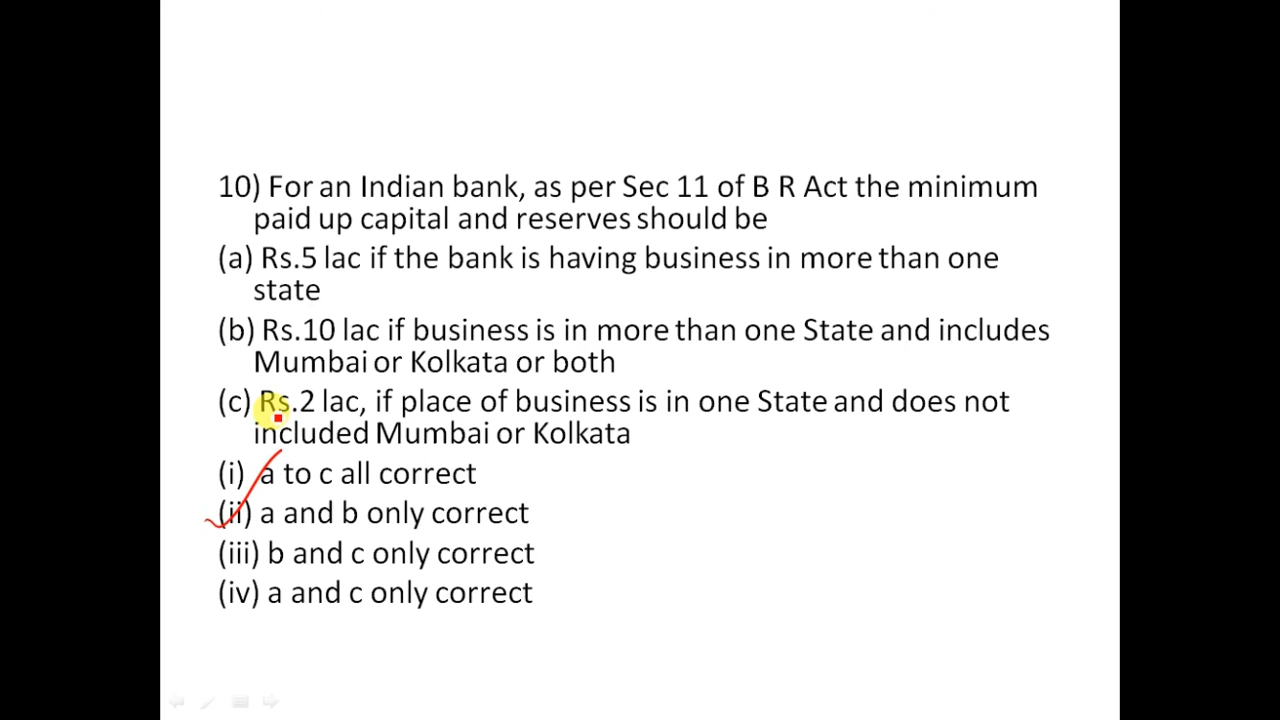 10) For an Indian bank, as per Sec 11 of B R Act the minimum
paid up capital and reserves should be
(a) Rs.5 lac if the bank is having business in more than one
state
(b) Rs.10 lac if business is in more than one State and includes
Mumbai or Kolkata or both
(c) Rs.2 lac, if place of business is in one State and does not
included Mumbai or Kolkata
(i) a to c all correct
(ii) a and b only correct
(iii) b and c only correct
(iv) a and c only correct